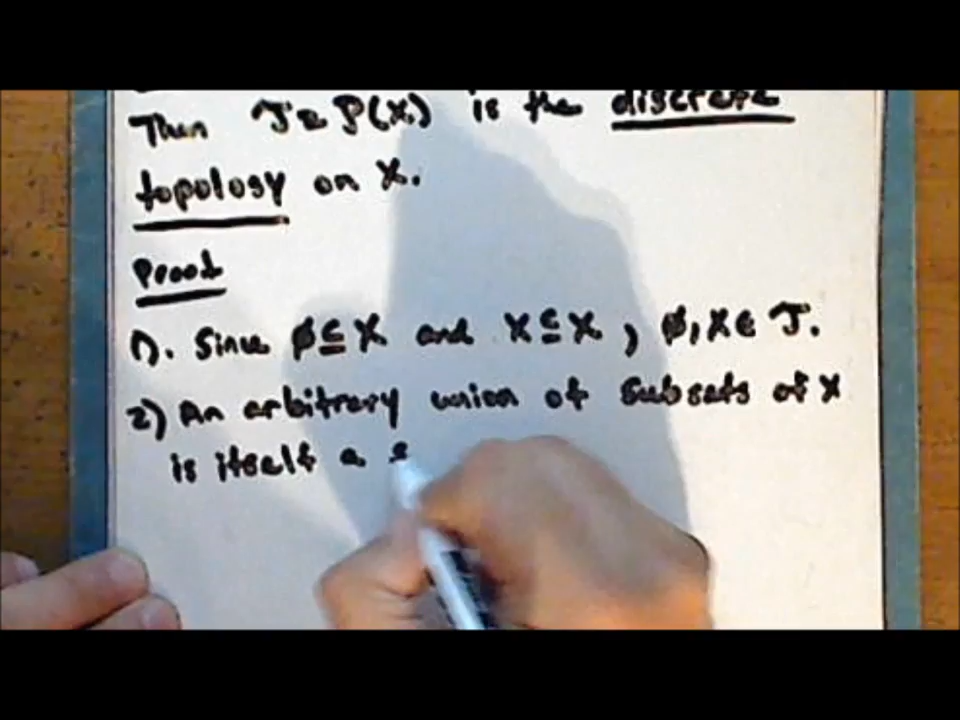 Then 𝒯 = P(X) is the discrete
topology on X.
Proof
1). Since ∅ ⊆ X and X ⊆ X, ∅, X ∈ 𝒯.
2) An arbitrary union of subsets of X
is itself a s